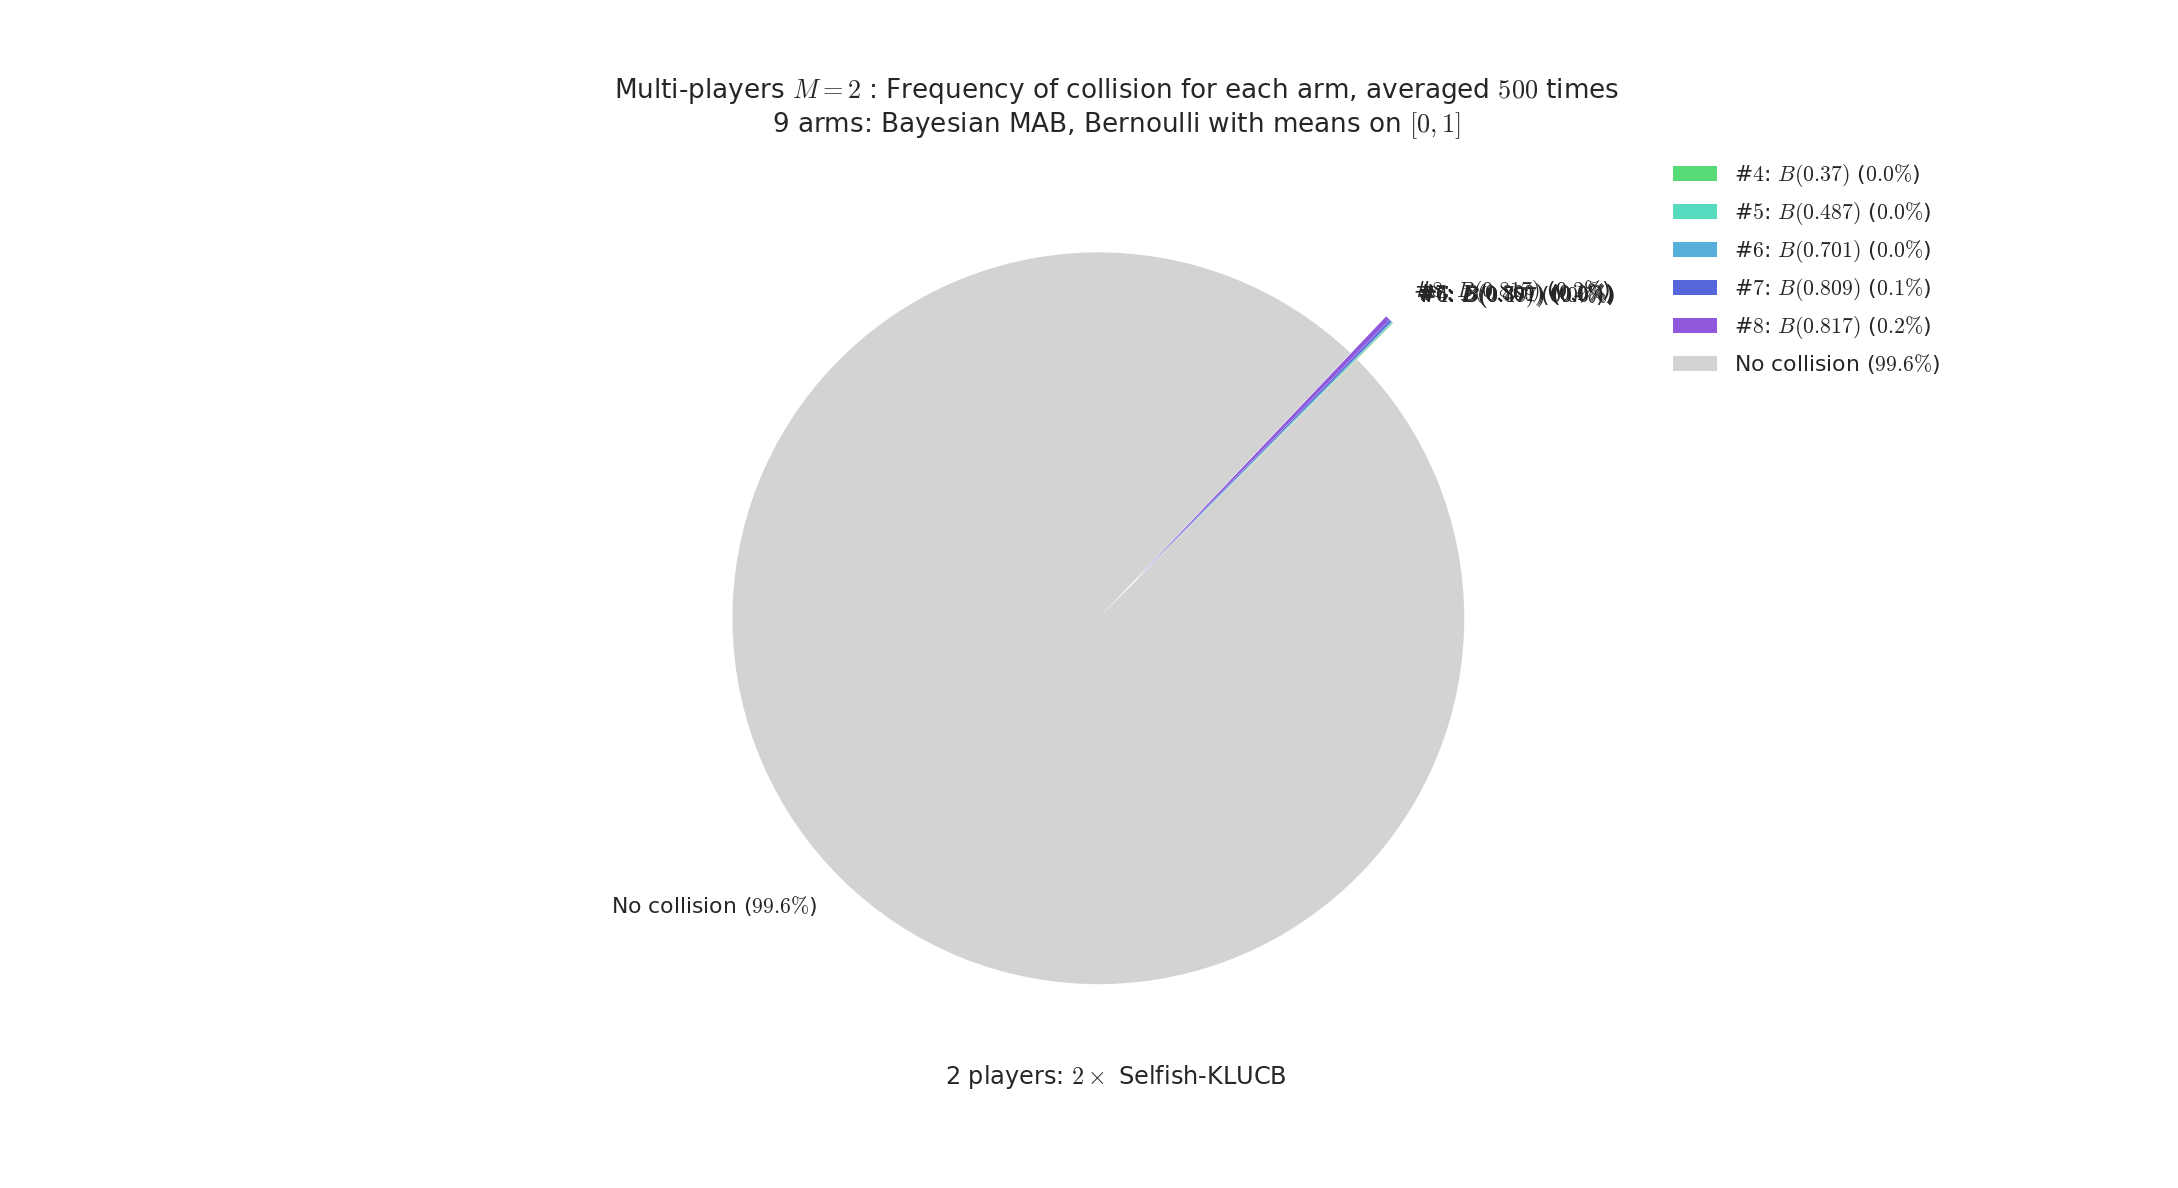 Multi-players M = 2 : Frequency of collision for each arm, averaged 500 times
9 arms: Bayesian MAB, Bernoulli with means on [0, 1]
#4: B(0.37) (0.0%)
#5: B(0.487) (0.0%)
#6: B(0.701) (0.0%)
#7: B(0.809) (0.1%)
#8: B(0.817) (0.2%)
No collision (99.6%)
No collision (99.6%)
2 players: 2 × Selfish-KLUCB